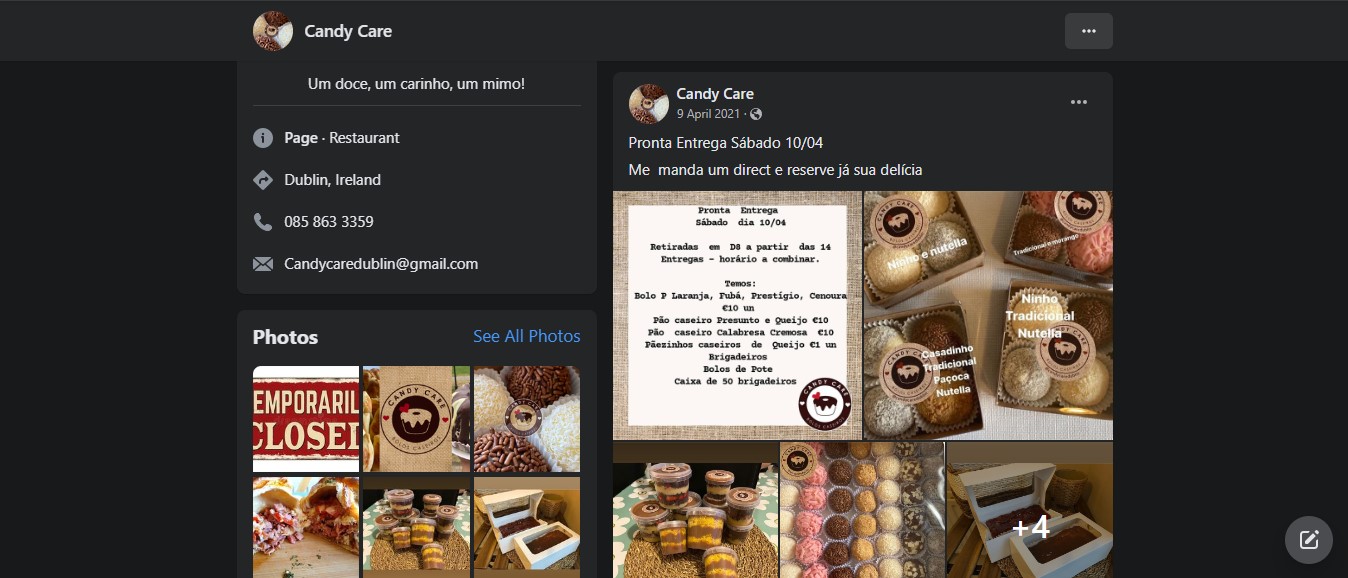 Candy Care
Um doce, um carinho, um mimo!
Page · Restaurant
Dublin, Ireland
085 863 3359
Candycaredublin@gmail.com
Photos
See All Photos
EMPORARIL
CLOSED
CANDY CARE
BOLOS CASEIROS
Candy Care
9 April 2021 ·
Pronta Entrega Sábado 10/04
Me manda um direct e reserve já sua delícia
Pronta Entrega
Sábado dia 10/04
Retiradas em D8 a partir das 14
Entregas - horário a combinar.
Temos:
Bolo P Laranja, Fubá, Prestígio, Cenoura
€10 un
Pão caseiro Presunto e Queijo €10
Pão caseiro Calabresa Cremosa €10
Pãezinhos caseiros de Queijo €1 un
Brigadeiros
Bolos de Pote
Caixa de 50 brigadeiros
CANDY CARE
CANDY CARE
Ninho e nutella
Tradicional e morango
Ninho
Tradicional
Nutella
CANDY CARE
Casadinho
Tradicional
Paçoca
Nutella
+4